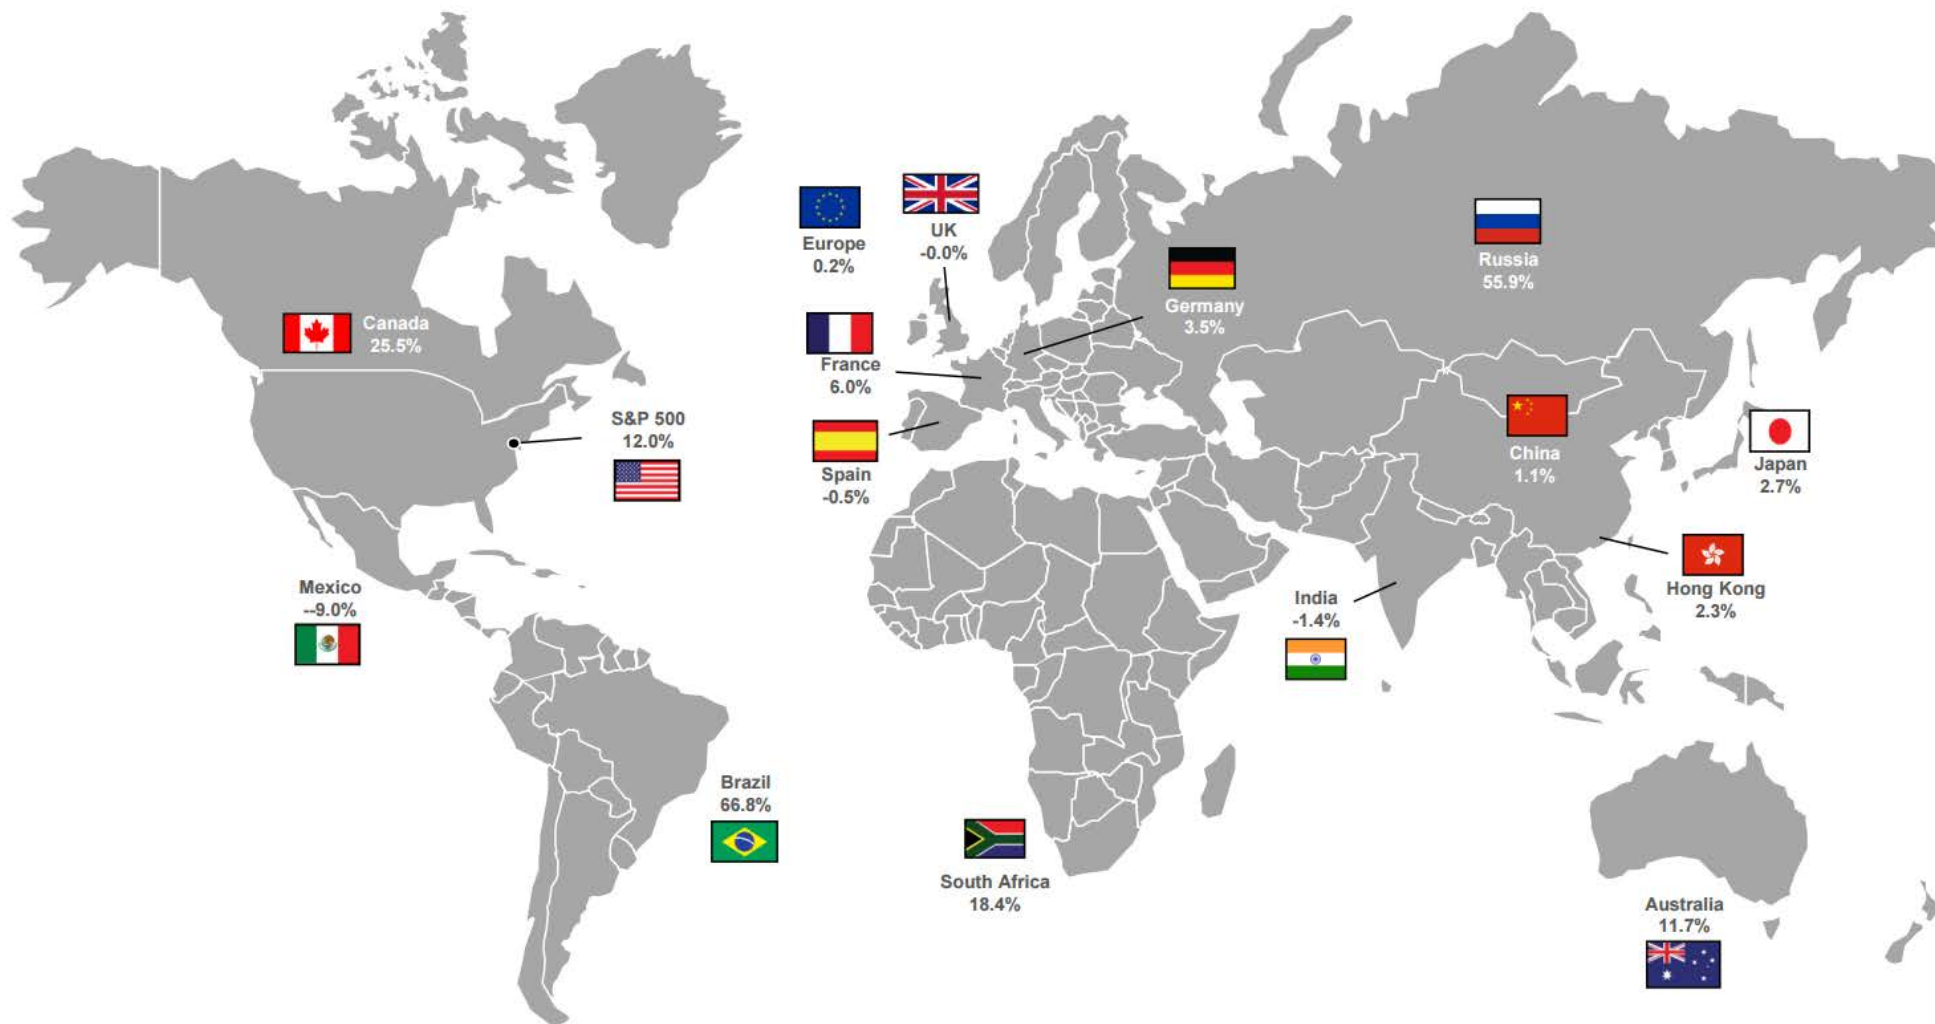 Europe
0.2%
UK
-0.0%
Russia
55.9%
Germany
3.5%
Canada
25.5%
France
6.0%
S&P 500
12.0%
Spain
-0.5%
China
1.1%
Japan
2.7%
Mexico
--9.0%
India
-1.4%
Hong Kong
2.3%
Brazil
66.8%
South Africa
18.4%
Australia
11.7%